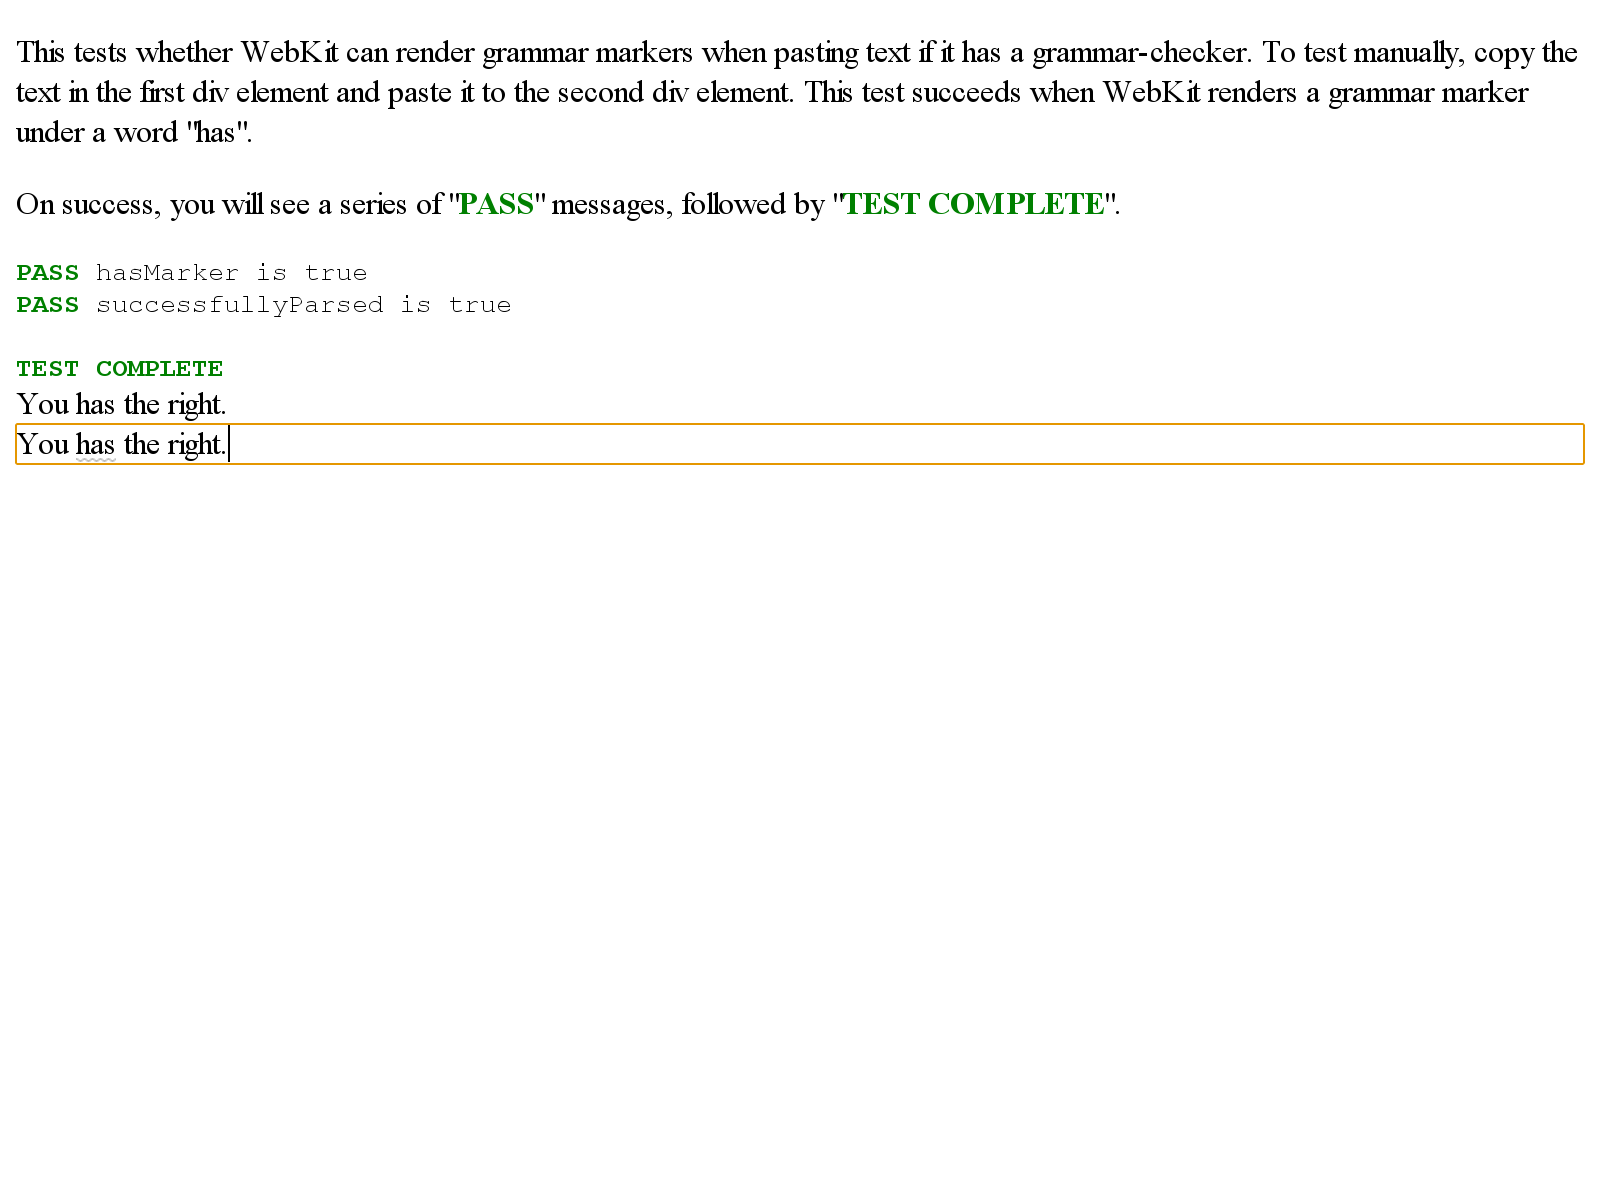 This tests whether WebKit can render grammar markers when pasting text if it has a grammar-checker. To test manually, copy the
text in the first div element and paste it to the second div element. This test succeeds when WebKit renders a grammar marker
under a word "has".
On success, you will see a series of "PASS" messages, followed by "TEST COMPLETE".
PASS hasMarker is true
PASS successfullyParsed is true
TEST COMPLETE
You has the right.
You has the right.